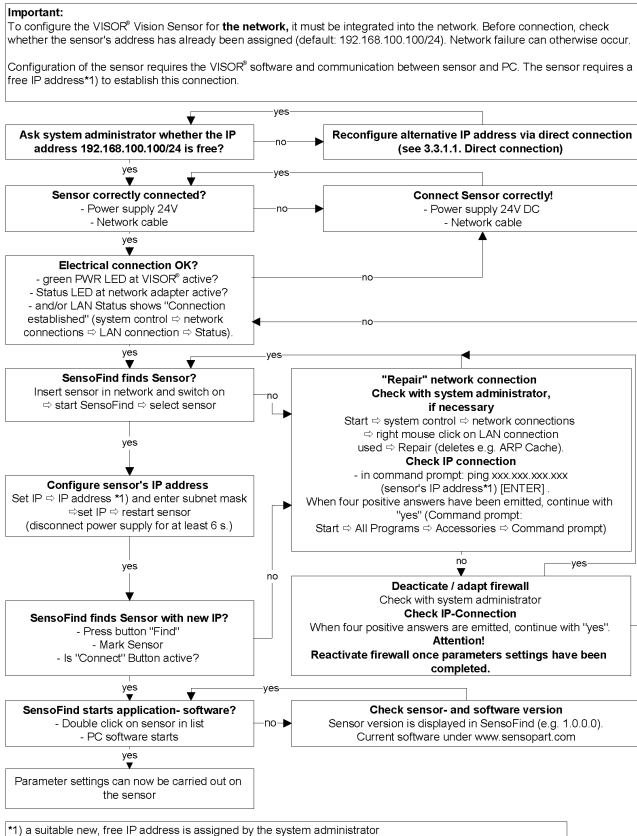 Important:
To configure the VISOR® Vision Sensor for the network, it must be integrated into the network. Before connection, check
whether the sensor's address has already been assigned (default: 192.168.100.100/24). Network failure can otherwise occur.
Configuration of the sensor requires the VISOR® software and communication between sensor and PC. The sensor requires a
free IP address*1) to establish this connection.
yes
Ask system administrator whether the IP
address 192.168.100.100/24 is free?
no
Reconfigure alternative IP address via direct connection
(see 3.3.1.1. Direct connection)
yes
yes
Sensor correctly connected?
- Power supply 24V
- Network cable
no
Connect Sensor correctly!
- Power supply 24V DC
- Network cable
yes
Electrical connection OK?
- green PWR LED at VISOR® active?
- Status LED at network adapter active?
- and/or LAN Status shows "Connection
established" (system control ⇨ network
connections ⇨ LAN connection ⇨ Status).
no
no
yes
yes
SensoFind finds Sensor?
Insert sensor in network and switch on
⇨ start SensoFind ⇨ select sensor
no
"Repair" network connection
Check with system administrator,
if necessary
Start ⇨ system control ⇨ network connections
⇨ right mouse click on LAN connection
used ⇨ Repair (deletes e.g. ARP Cache).
Check IP connection
- in command prompt: ping xxx.xxx.xxx.xxx
(sensor's IP address*1) [ENTER] .
When four positive answers have been emitted, continue with
"yes" (Command prompt:
Start ⇨ All Programs ⇨ Accessories ⇨ Command prompt)
yes
Configure sensor's IP address
Set IP ⇨ IP address *1) and enter subnet mask
⇨set IP ⇨ restart sensor
(disconnect power supply for at least 6 s.)
no
yes
yes
no
Deacticate / adapt firewall
Check with system administrator
Check IP-Connection
When four positive answers are emitted, continue with "yes".
Attention!
Reactivate firewall once parameters settings have been
completed.
SensoFind finds Sensor with new IP?
- Press button "Find"
- Mark Sensor
- Is "Connect" Button active?
yes
yes
SensoFind starts application- software?
- Double click on sensor in list
- PC software starts
no
Check sensor- and software version
Sensor version is displayed in SensoFind (e.g. 1.0.0.0).
Current software under www.sensopart.com
yes
Parameter settings can now be carried out on
the sensor
*1) a suitable new, free IP address is assigned by the system administrator